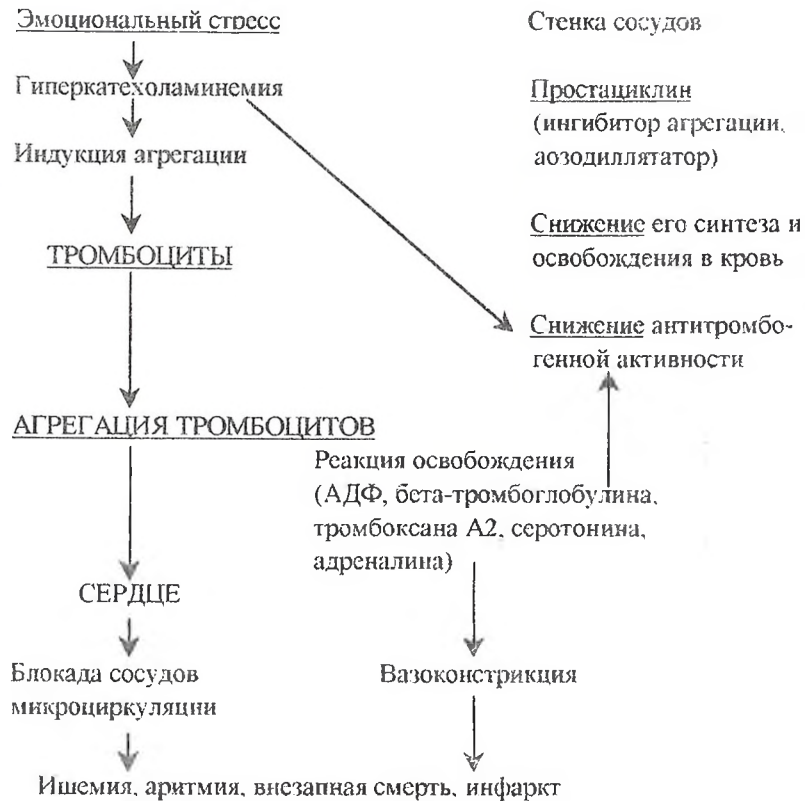 Эмоциональный стресс
Гиперкатехоламинемия
Индукция агрегации
ТРОМБОЦИТЫ
АГРЕГАЦИЯ ТРОМБОЦИТОВ
Стенка сосудов
Простациклин
(ингибитор агрегации,
аозодиллятатор)
Снижение его синтеза и
освобождения в кровь
Снижение антитромбо-
генной активности
Реакция освобождения
(АДФ, бета-тромбоглобулина,
тромбоксана А2, серотонина,
адреналина)
СЕРДЦЕ
Блокада сосудов
микроциркуляции
Вазоконстрикция
Ишемия, аритмия, внезапная смерть, инфаркт